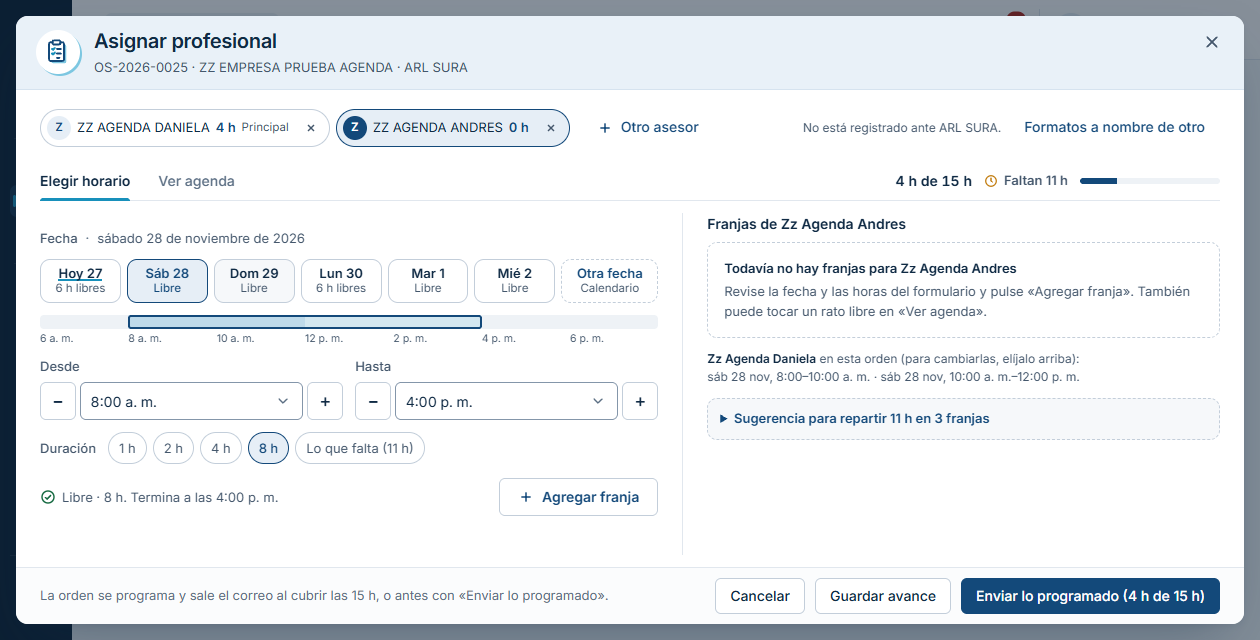 Asignar profesional
OS-2026-0025 · ZZ EMPRESA PRUEBA AGENDA · ARL SURA
Z ZZ AGENDA DANIELA 4 h Principal ×
Z ZZ AGENDA ANDRES 0 h ×
+ Otro asesor
No está registrado ante ARL SURA.
Formatos a nombre de otro
Elegir horario
Ver agenda
4 h de 15 h
Faltan 11 h
Fecha · sábado 28 de noviembre de 2026
Hoy 27
6 h libres
Sáb 28
Libre
Dom 29
Libre
Lun 30
6 h libres
Mar 1
Libre
Mié 2
Libre
Otra fecha
Calendario
6 a. m.
8 a. m.
10 a. m.
12 p. m.
2 p. m.
4 p. m.
6 p. m.
Desde
Hasta
− 8:00 a. m. +
− 4:00 p. m. +
Duración
1 h
2 h
4 h
8 h
Lo que falta (11 h)
Libre · 8 h. Termina a las 4:00 p. m.
+ Agregar franja
Franjas de Zz Agenda Andres
Todavía no hay franjas para Zz Agenda Andres
Revise la fecha y las horas del formulario y pulse «Agregar franja». También
puede tocar un rato libre en «Ver agenda».
Zz Agenda Daniela en esta orden (para cambiarlas, elíjalo arriba):
sáb 28 nov, 8:00–10:00 a. m. · sáb 28 nov, 10:00 a. m.–12:00 p. m.
Sugerencia para repartir 11 h en 3 franjas
La orden se programa y sale el correo al cubrir las 15 h, o antes con «Enviar lo programado».
Cancelar
Guardar avance
Enviar lo programado (4 h de 15 h)